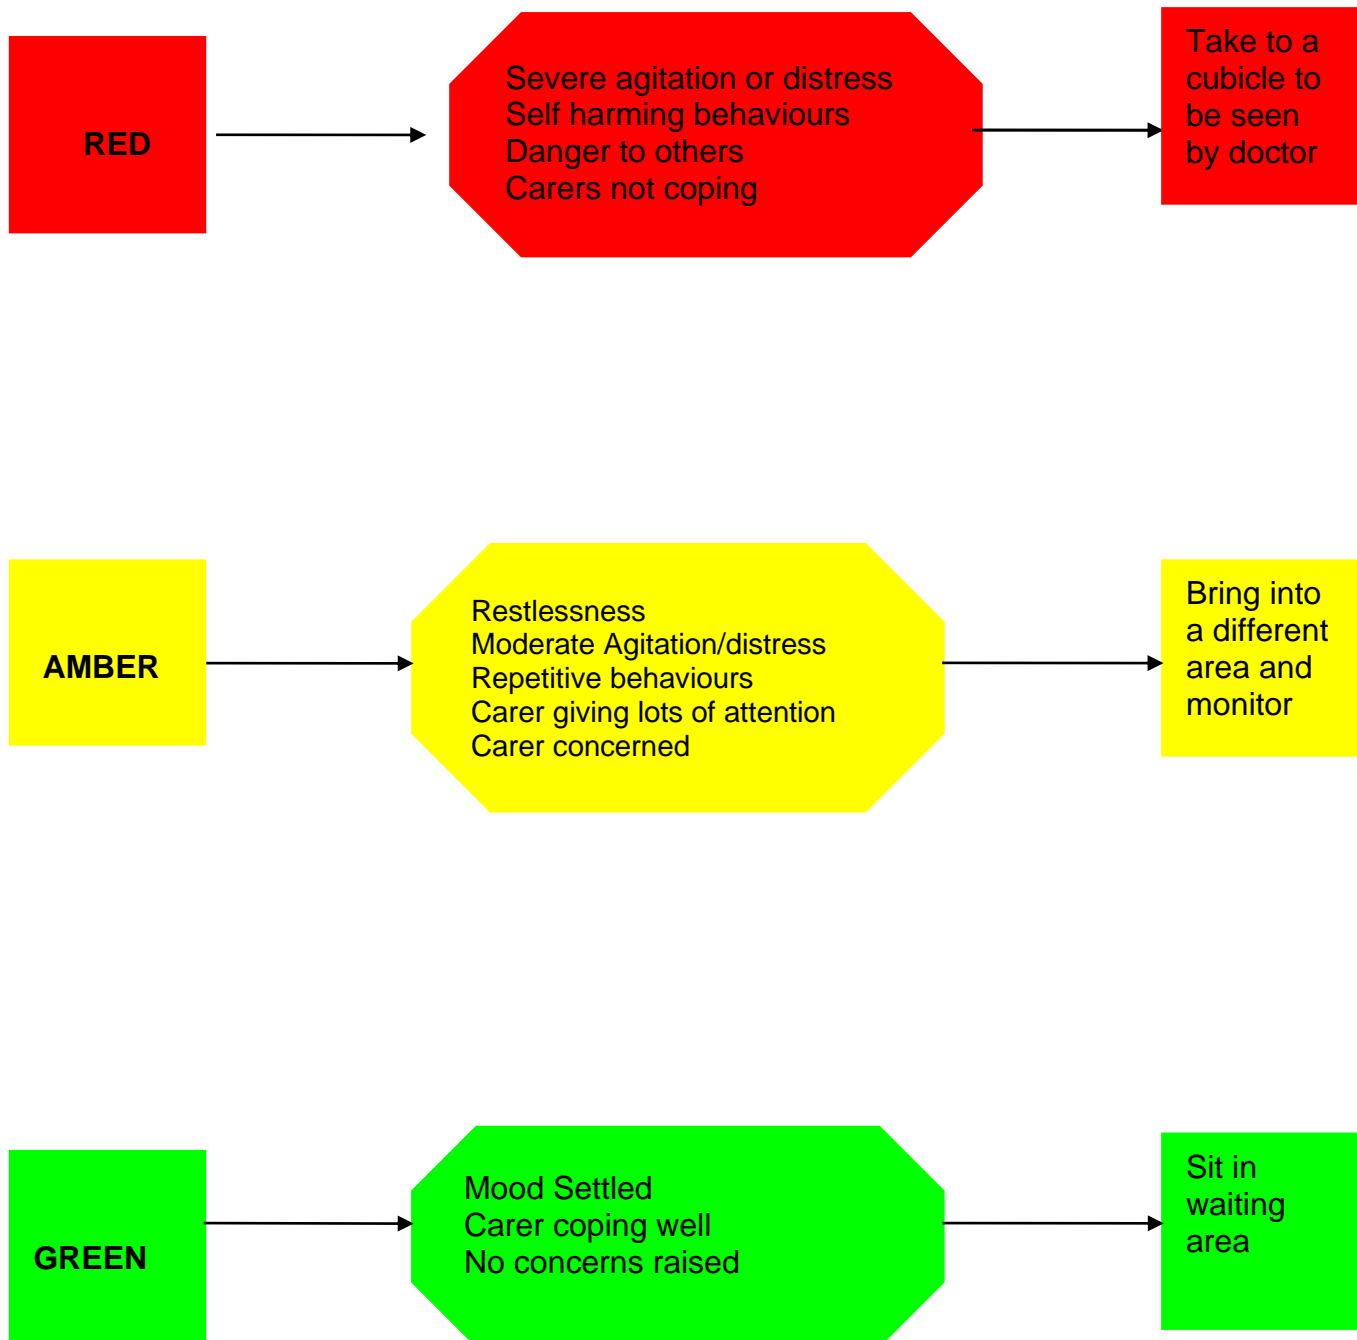 RED
Severe agitation or distress
Self harming behaviours
Danger to others
Carers not coping
Take to a
cubicle to
be seen
by doctor
AMBER
Restlessness
Moderate Agitation/distress
Repetitive behaviours
Carer giving lots of attention
Carer concerned
Bring into
a different
area and
monitor
GREEN
Mood Settled
Carer coping well
No concerns raised
Sit in
waiting
area